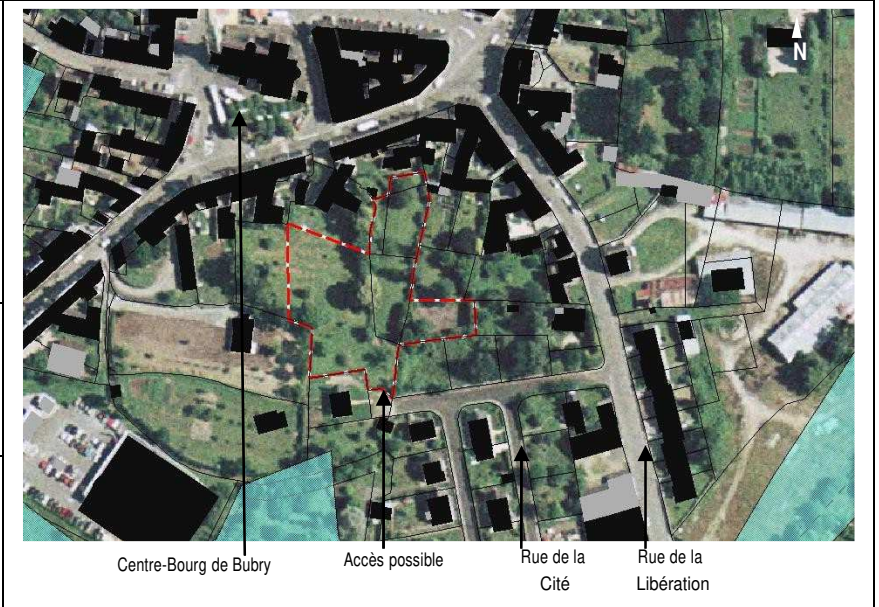 N
Centre-Bourg de Bubry
Accès possible
Rue de la
Cité
Rue de la
Libération